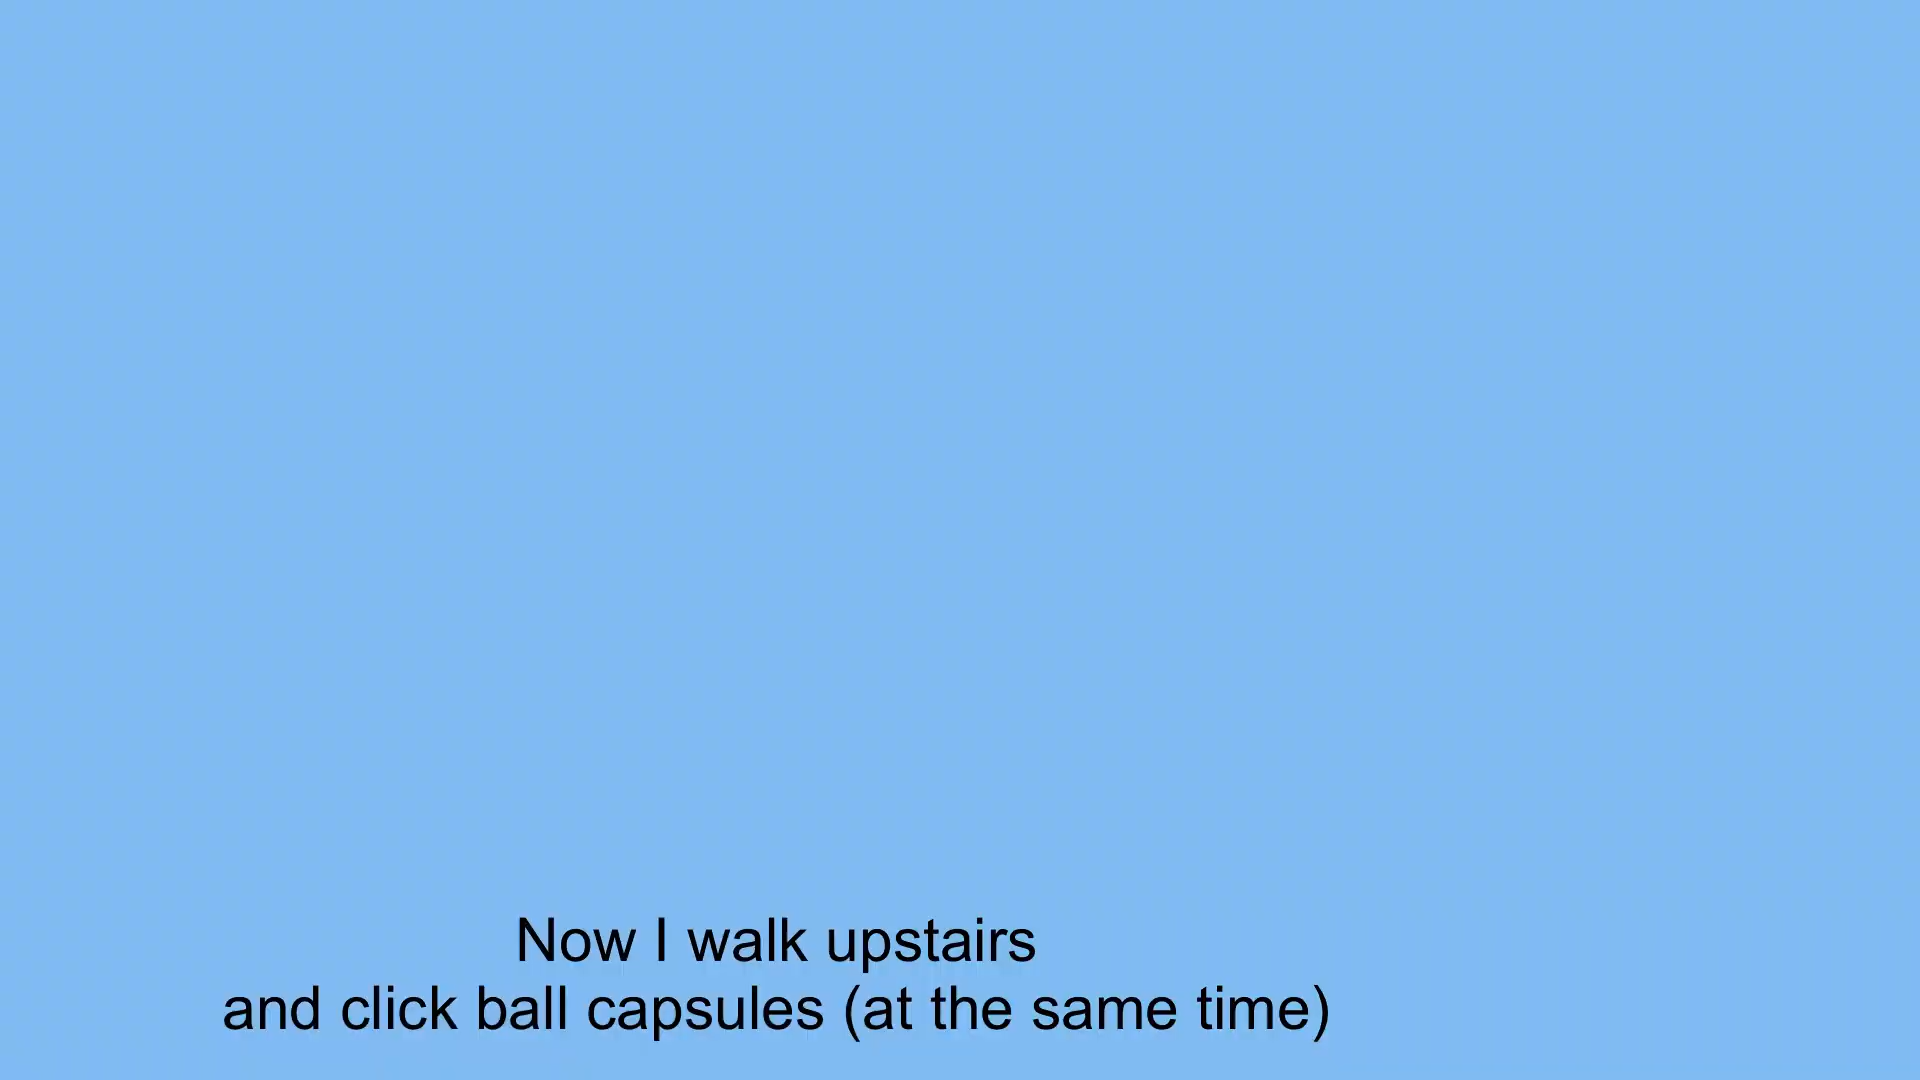 Now I walk upstairs
and click ball capsules (at the same time)